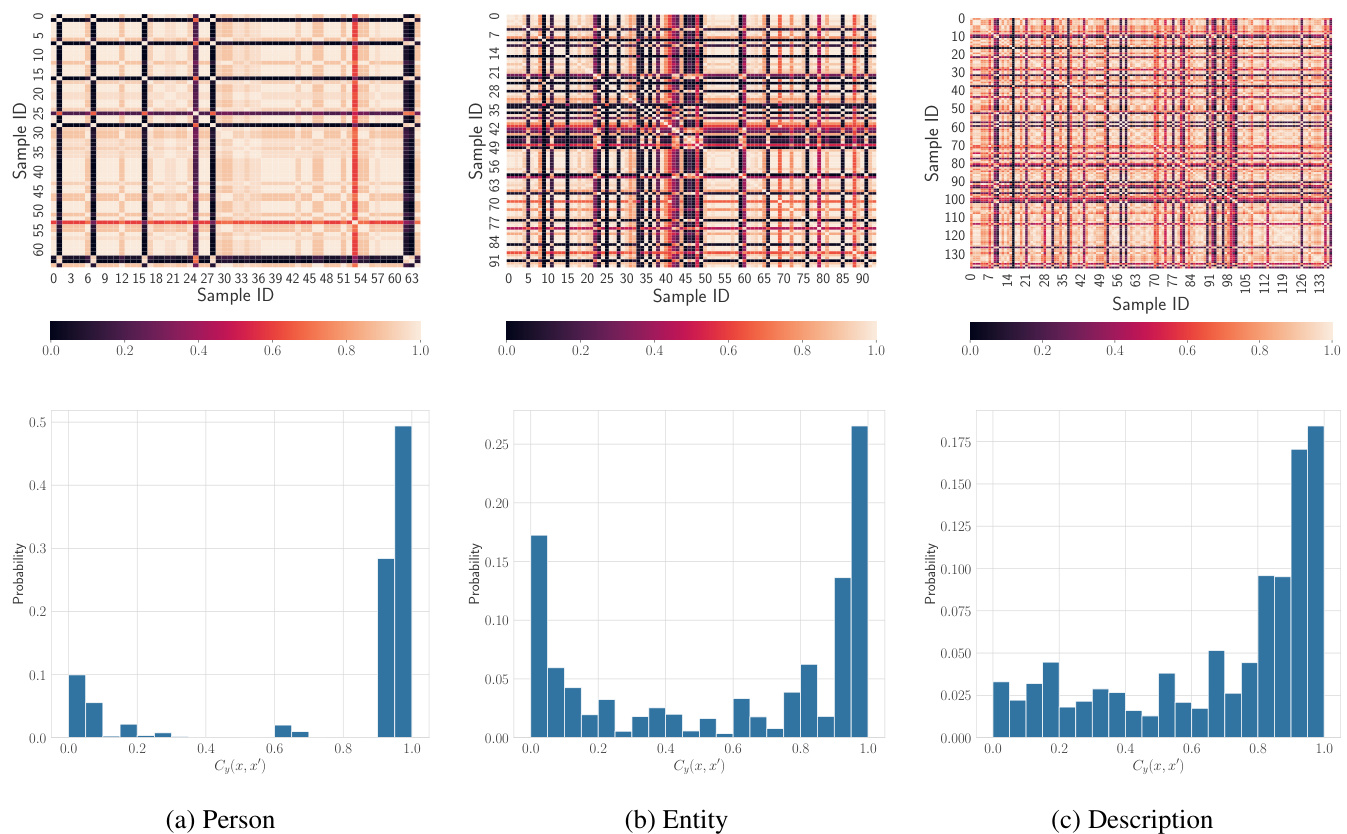 0 5 10 15 20 25 30 35 40 45 50 55 60
Sample ID
0 3 6 9 12 15 18 21 24 27 30 33 36 39 42 45 48 51 54 57 60 63
Sample ID
0.0 0.2 0.4 0.6 0.8 1.0
0 7 14 21 28 35 42 49 56 63 70 77 84 91
Sample ID
0 5 10 15 20 25 30 35 40 45 50 55 60 65 70 75 80 85 90
Sample ID
0.0 0.2 0.4 0.6 0.8 1.0
0 10 20 30 40 50 60 70 80 90 100 110 120 130
Sample ID
0 7 14 21 28 35 42 49 56 63 70 77 84 91 98 105 112 119 126 133
Sample ID
0.0 0.2 0.4 0.6 0.8 1.0
0.5 0.4 0.3 0.2 0.1 0.0
Probability
0.0 0.2 0.4 0.6 0.8 1.0
C_y(x, x′)
0.25 0.20 0.15 0.10 0.05 0.00
Probability
0.0 0.2 0.4 0.6 0.8 1.0
C_y(x, x′)
0.175 0.150 0.125 0.100 0.075 0.050 0.025 0.000
Probability
0.0 0.2 0.4 0.6 0.8 1.0
C_y(x, x′)
(a) Person
(b) Entity
(c) Description